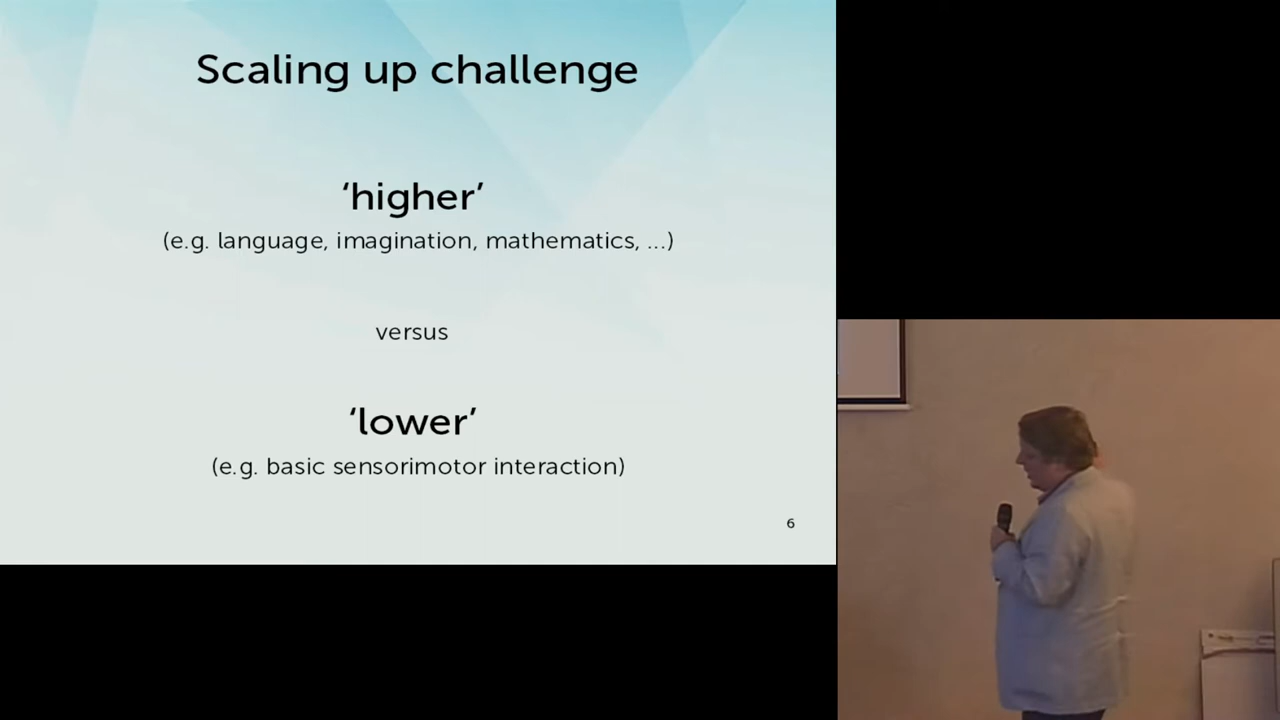 Scaling up challenge
‘higher’
(e.g. language, imagination, mathematics, ...)
versus
‘lower’
(e.g. basic sensorimotor interaction)
6